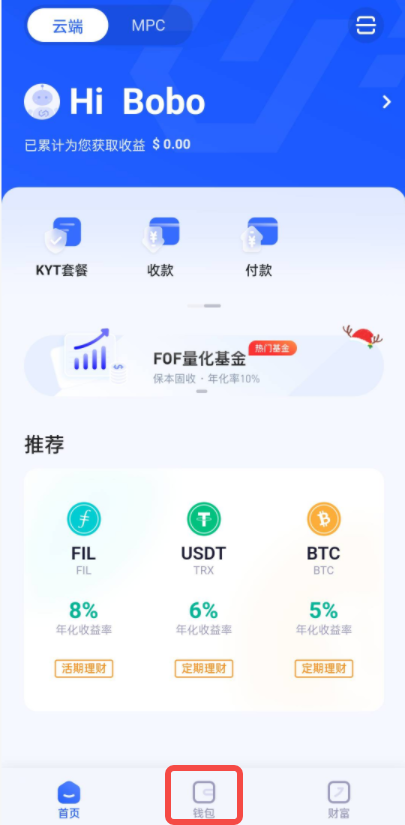 云端 MPC
Hi Bobo
已累计为您获取收益 $ 0.00
KYT套餐 收款 付款
FOF量化基金 热门基金
保本固收 · 年化率10%
推荐
FIL USDT BTC
FIL TRX BTC
8% 6% 5%
年化收益率 年化收益率 年化收益率
活期理财 定期理财 定期理财
首页 钱包 财富